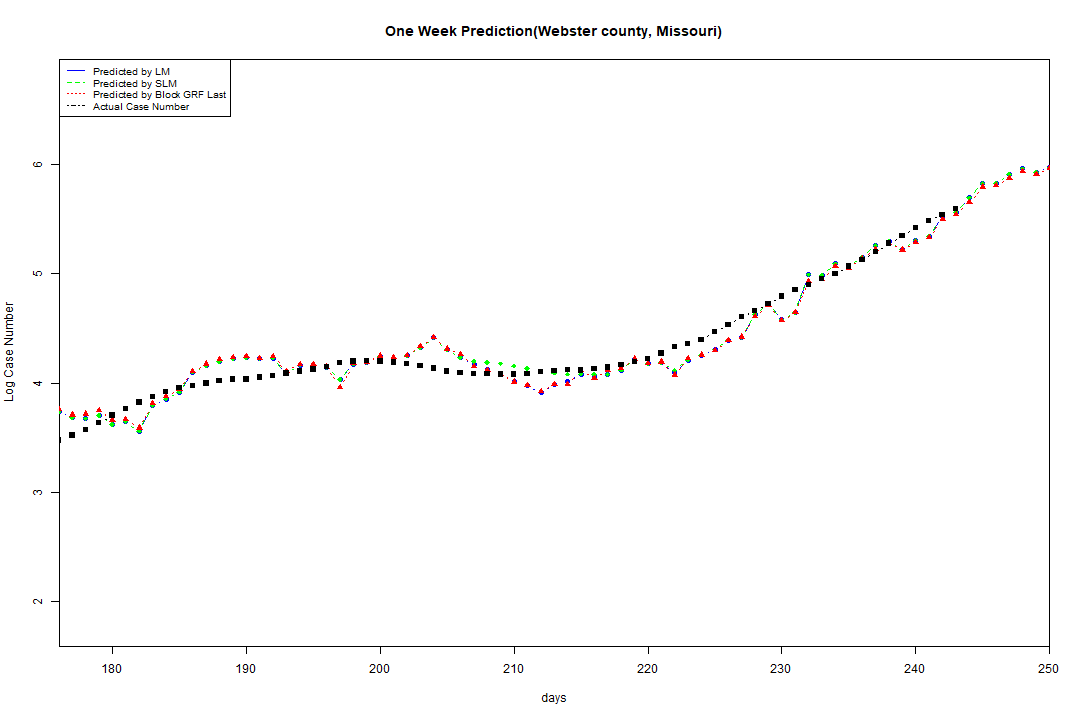 One Week Prediction(Webster county, Missouri)
Predicted by LM
Predicted by SLM
Predicted by Block GRF Last
Actual Case Number
Log Case Number
6
5
4
3
2
180 190 200 210 220 230 240 250
days